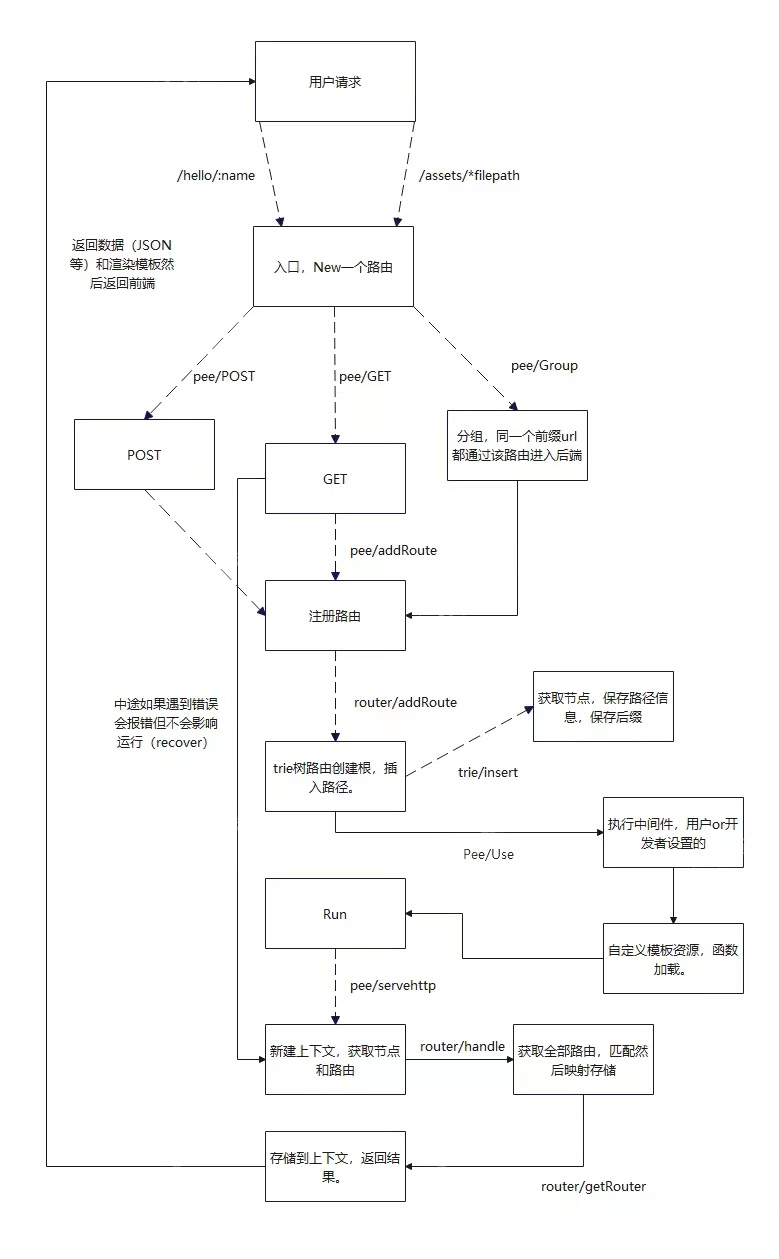 用户请求
/hello/:name
/assets/*filepath
返回数据（JSON
等）和渲染模板然
后返回前端
入口，New一个路由
pee/POST
pee/GET
pee/Group
POST
GET
分组，同一个前缀url
都通过该路由进入后端
pee/addRoute
注册路由
中途如果遇到错误
会报错但不会影响
运行（recover）
router/addRoute
获取节点，保存路径信
息，保存后缀
trie树路由创建根，插
入路径。
trie/insert
执行中间件，用户or开
发者设置的
Pee/Use
Run
自定义模板资源，函数
加载。
pee/servehttp
新建上下文，获取节点
和路由
router/handle
获取全部路由，匹配然
后映射存储
存储到上下文，返回结
果。
router/getRouter